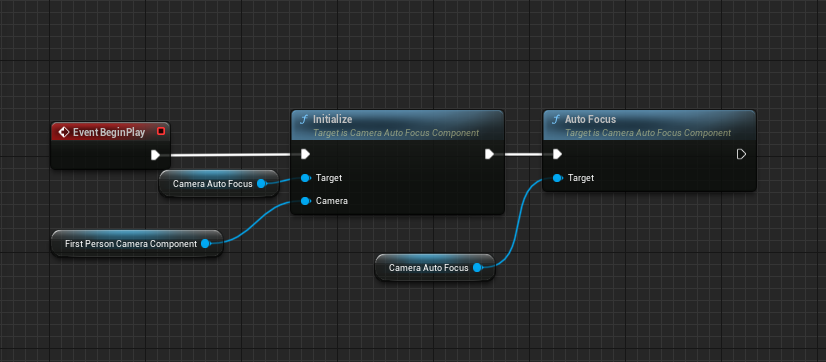 Event BeginPlay
Initialize
Target is Camera Auto Focus Component
Auto Focus
Target is Camera Auto Focus Component
Camera Auto Focus
Target
Camera
Target
First Person Camera Component
Camera Auto Focus